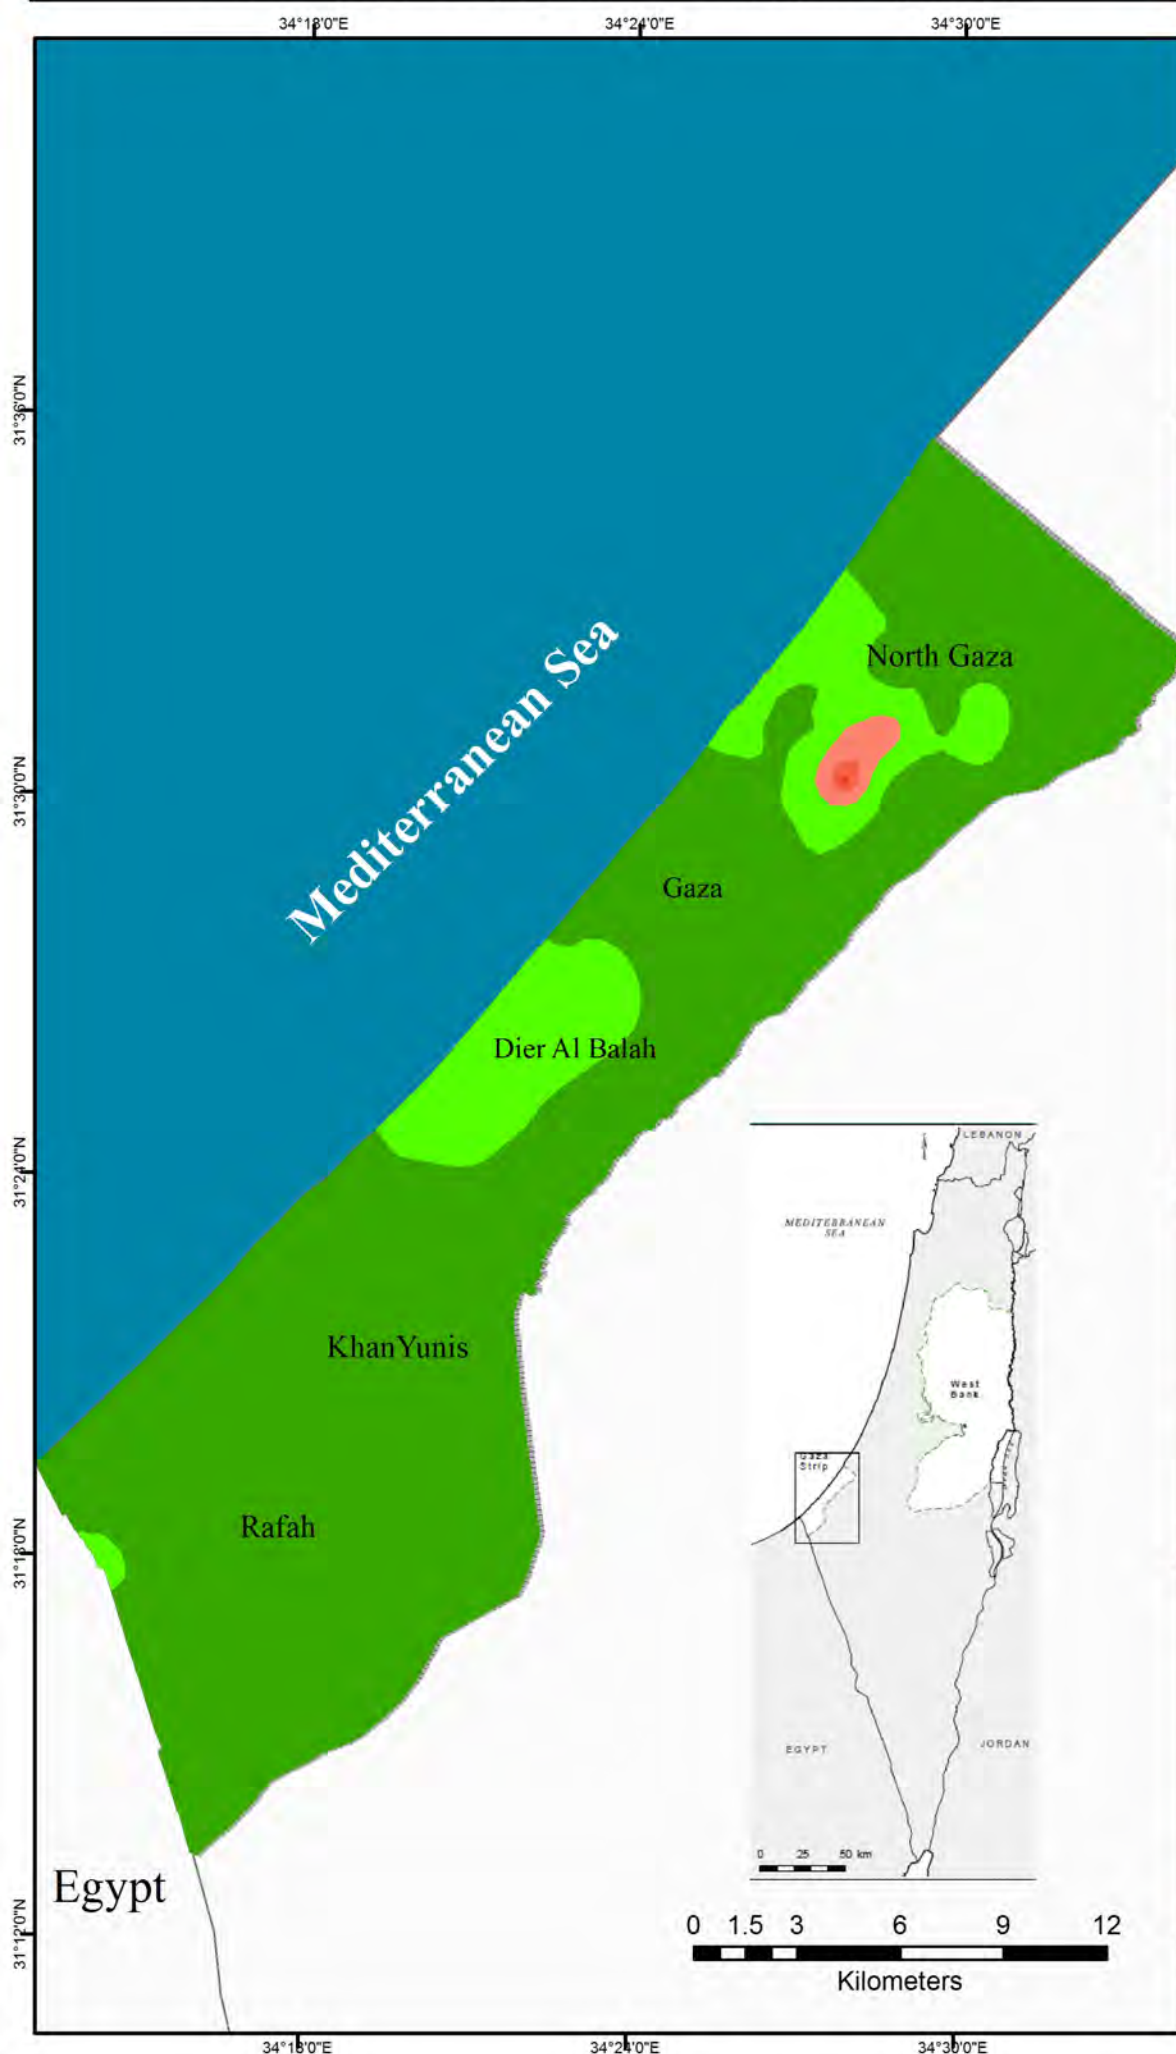 34°18'0"E
34°24'0"E
34°30'0"E
31°36'0"N
North Gaza
Mediterranean Sea
31°30'0"N
Gaza
Dier Al Balah
31°24'0"N
LEBANON
MEDITERRANEAN
SEA
KhanYunis
West
Bank
Gaza
Strip
Rafah
31°18'0"N
EGYPT
JORDAN
0 25 50 km
Egypt
31°12'0"N
0 1.5 3 6 9 12
Kilometers
34°18'0"E
34°24'0"E
34°30'0"E